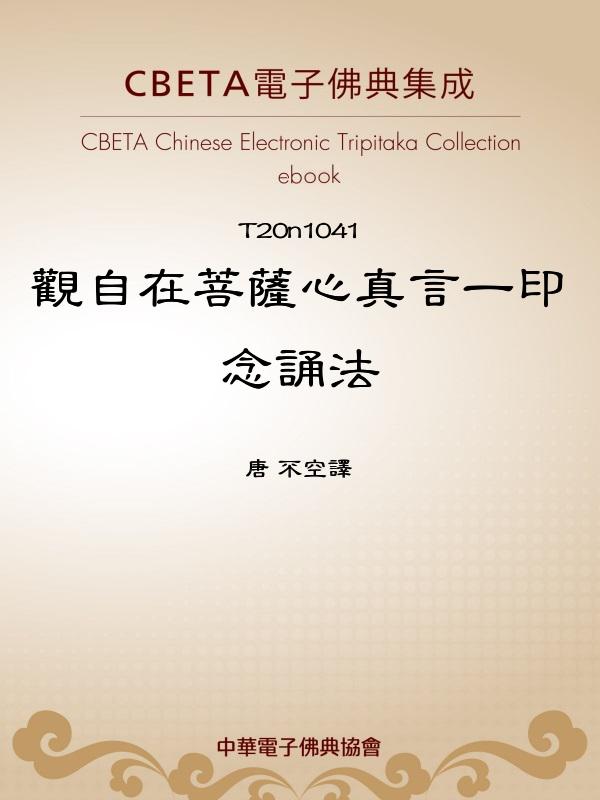 CBETA電子佛典集成
CBETA Chinese Electronic Tripitaka Collection
ebook
T20n1041
觀自在菩薩心真言一印
念誦法
唐 不空譯
中華電子佛典協會